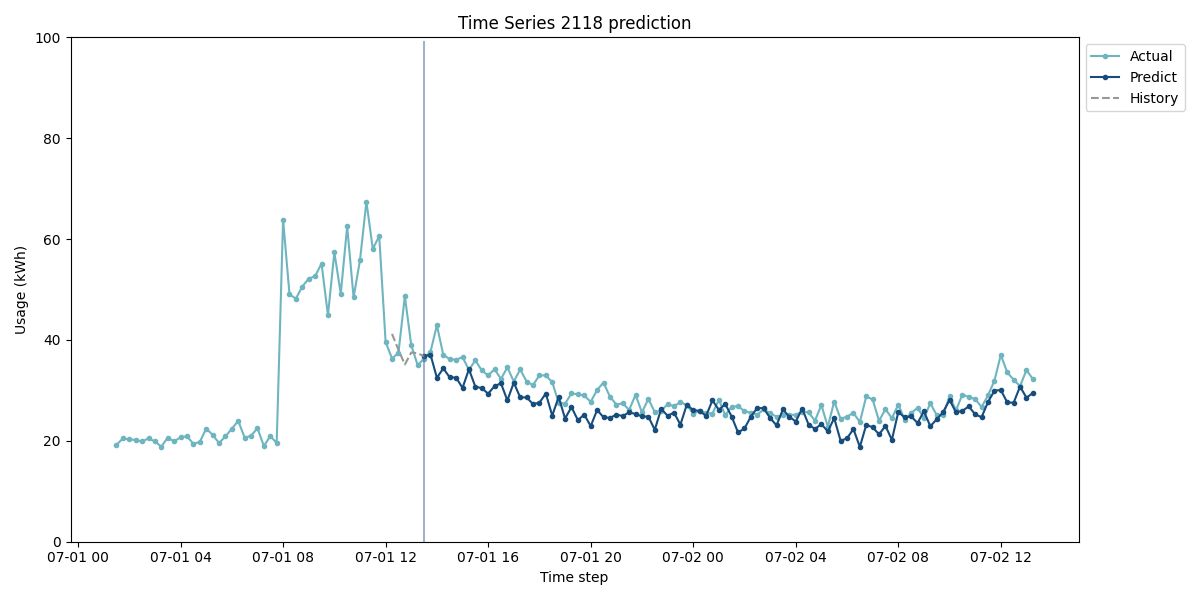 Time Series 2118 prediction
100
80
60
40
20
0
Usage (kWh)
07-01 00 07-01 04 07-01 08 07-01 12 07-01 16 07-01 20 07-02 00 07-02 04 07-02 08 07-02 12
Time step
Actual
Predict
History